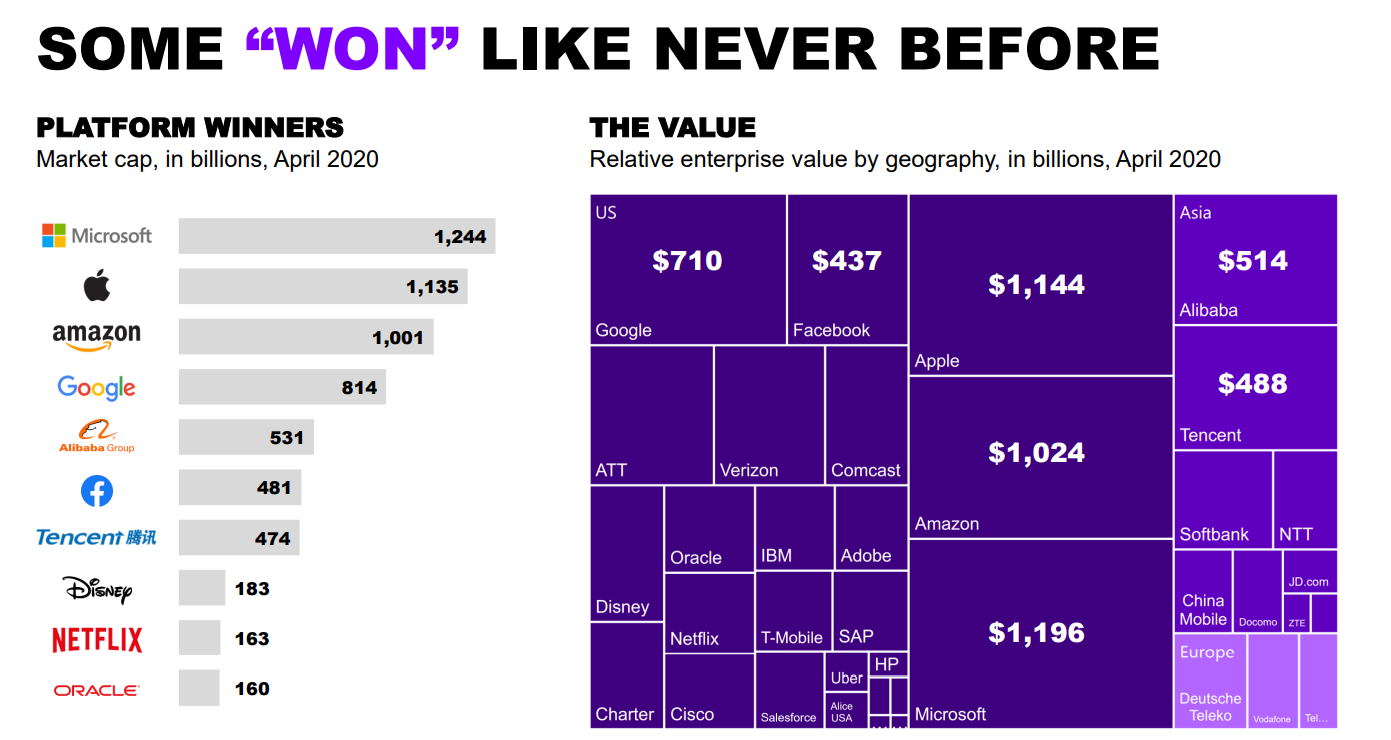 SOME “WON” LIKE NEVER BEFORE
PLATFORM WINNERS
Market cap, in billions, April 2020
Microsoft
1,244
1,135
amazon
1,001
Google
814
Alibaba Group
531
481
Tencent 腾讯
474
DISNEY
183
NETFLIX
163
ORACLE
160
THE VALUE
Relative enterprise value by geography, in billions, April 2020
US
$710
Google
$437
Facebook
$1,144
Apple
Asia
$514
Alibaba
ATT
Verizon
Comcast
$1,024
Amazon
$488
Tencent
Softbank
NTT
Disney
Oracle
IBM
Adobe
Netflix
T-Mobile
SAP
$1,196
Microsoft
China
Mobile
Docomo
JD.com
ZTE
Charter
Cisco
Salesforce
Uber
HP
Alice
USA
Europe
Deutsche
Teleko
Vodafone
Tel...